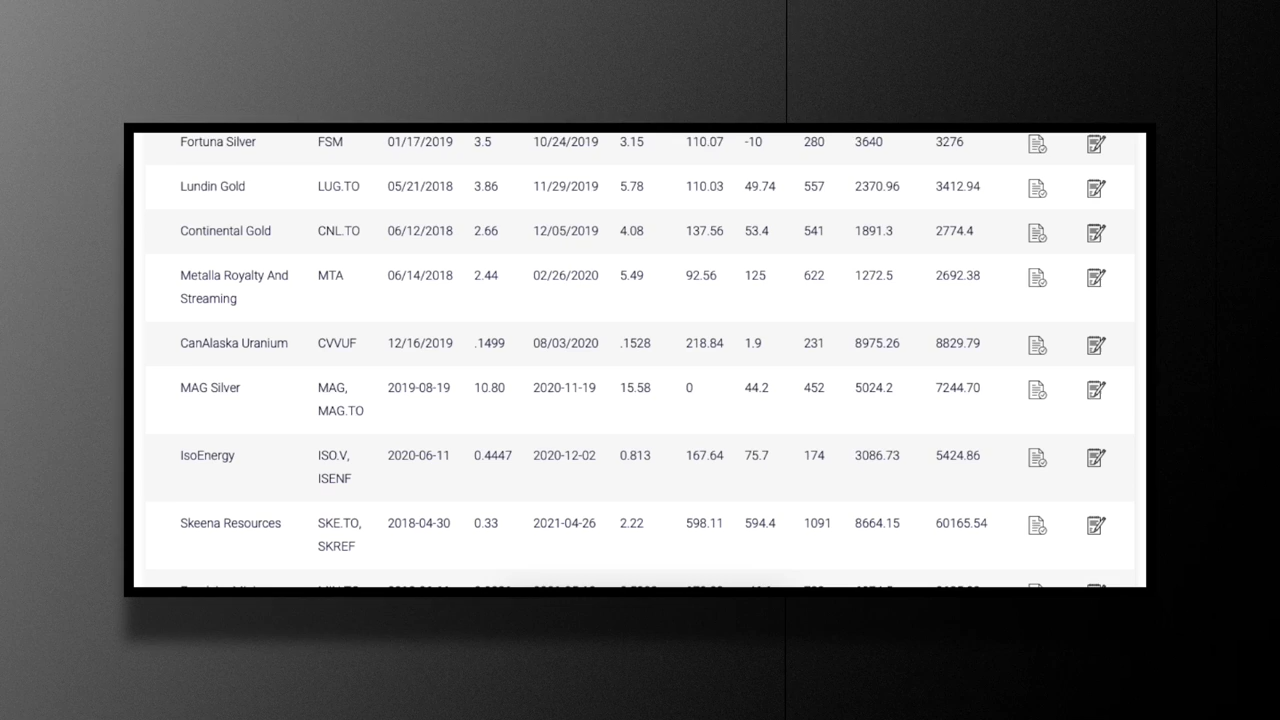 Fortuna Silver FSM 01/17/2019 3.5 10/24/2019 3.15 110.07 -10 280 3640 3276
Lundin Gold LUG.TO 05/21/2018 3.86 11/29/2019 5.78 110.03 49.74 557 2370.96 3412.94
Continental Gold CNL.TO 06/12/2018 2.66 12/05/2019 4.08 137.56 53.4 541 1891.3 2774.4
Metalla Royalty And MTA 06/14/2018 2.44 02/26/2020 5.49 92.56 125 622 1272.5 2692.38
Streaming
CanAlaska Uranium CVVUF 12/16/2019 .1499 08/03/2020 .1528 218.84 1.9 231 8975.26 8829.79
MAG Silver MAG, 2019-08-19 10.80 2020-11-19 15.58 0 44.2 452 5024.2 7244.70
MAG.TO
IsoEnergy ISO.V, 2020-06-11 0.4447 2020-12-02 0.813 167.64 75.7 174 3086.73 5424.86
ISENF
Skeena Resources SKE.TO, 2018-04-30 0.33 2021-04-26 2.22 598.11 594.4 1091 8664.15 60165.54
SKREF